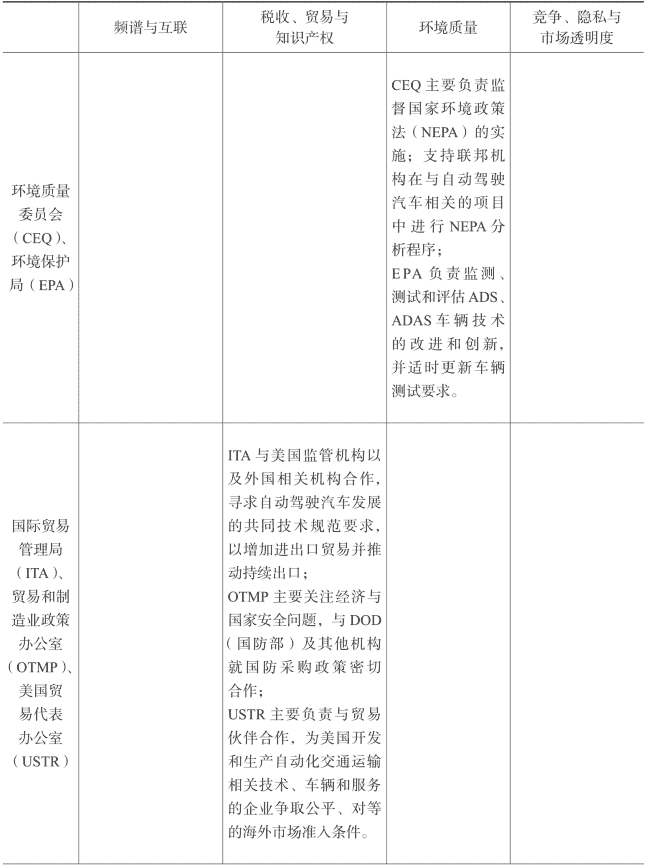 频谱与互联
税收、贸易与
知识产权
环境质量
竞争、隐私与
市场透明度
环境质量
委员会
（CEQ）、
环境保护
局（EPA）
CEQ 主要负责监
督国家环境政策
法（NEPA）的实
施；支持联邦机
构在与自动驾驶
汽车相关的项目
中进行 NEPA 分
析程序；
EPA 负责监测、
测试和评估 ADS、
ADAS 车辆技术
的改进和创新，
并适时更新车辆
测试要求。
国际贸易
管理局
（ITA）、
贸易和制
造业政策
办公室
（OTMP）、
美国贸
易代表
办公室
（USTR）
ITA 与美国监管机构以
及外国相关机构合作，
寻求自动驾驶汽车发展
的共同技术规范要求，
以增加进出口贸易并推
动持续出口；
OTMP 主要关注经济与
国家安全问题，与 DOD
（国防部）及其他机构
就国防采购政策密切
合作；
USTR 主要负责与贸易
伙伴合作，为美国开发
和生产自动化交通运输
相关技术、车辆和服务
的企业争取公平、对等
的海外市场准入条件。